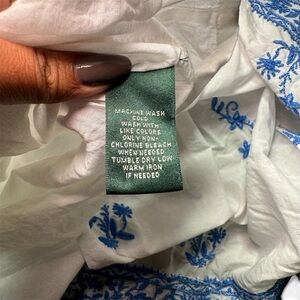 MACHINE WASH
COLD
WASH WITH
LIKE COLORS
ONLY NON-
CHLORINE BLEACH
WHEN NEEDED
TUMBLE DRY LOW
WARM IRON
IF NEEDED